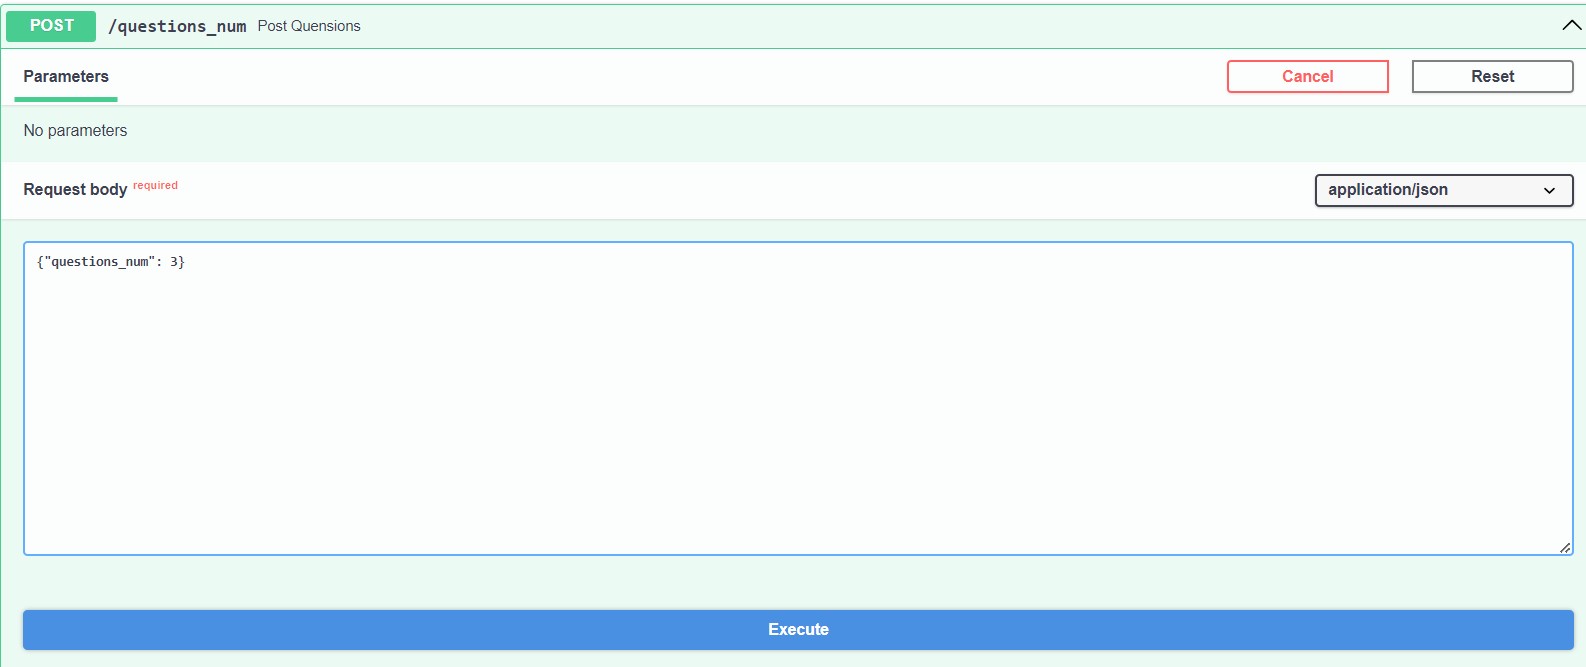 POST /questions_num Post Quensions
Parameters
Cancel
Reset
No parameters
Request body required
application/json
{"questions_num": 3}
Execute